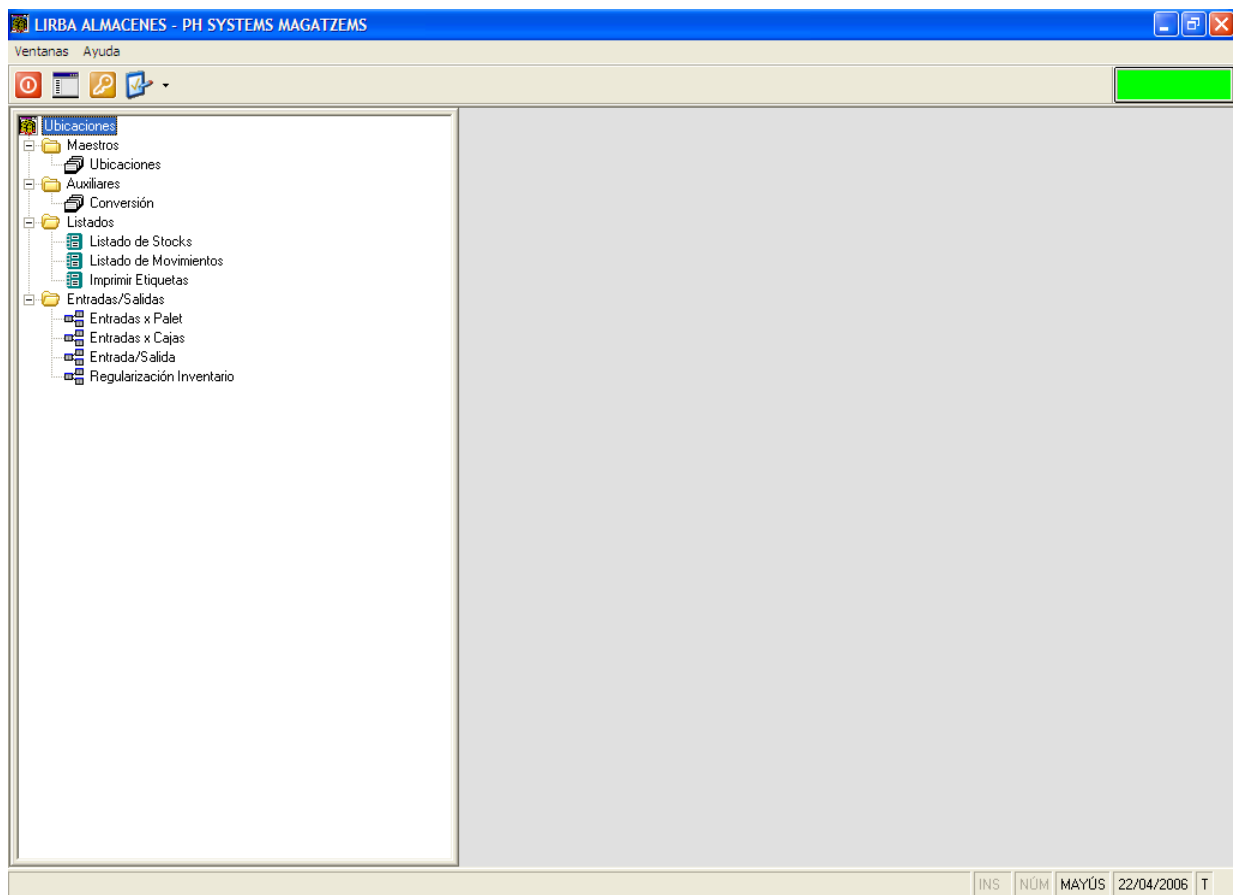 LIRBA ALMACENES - PH SYSTEMS MAGATZEMS
Ventanas Ayuda
Ubicaciones
Maestros
Ubicaciones
Auxiliares
Conversión
Listados
Listado de Stocks
Listado de Movimientos
Imprimir Etiquetas
Entradas/Salidas
Entradas x Palet
Entradas x Cajas
Entrada/Salida
Regularización Inventario
INS NÚM MAYÚS 22/04/2006 T